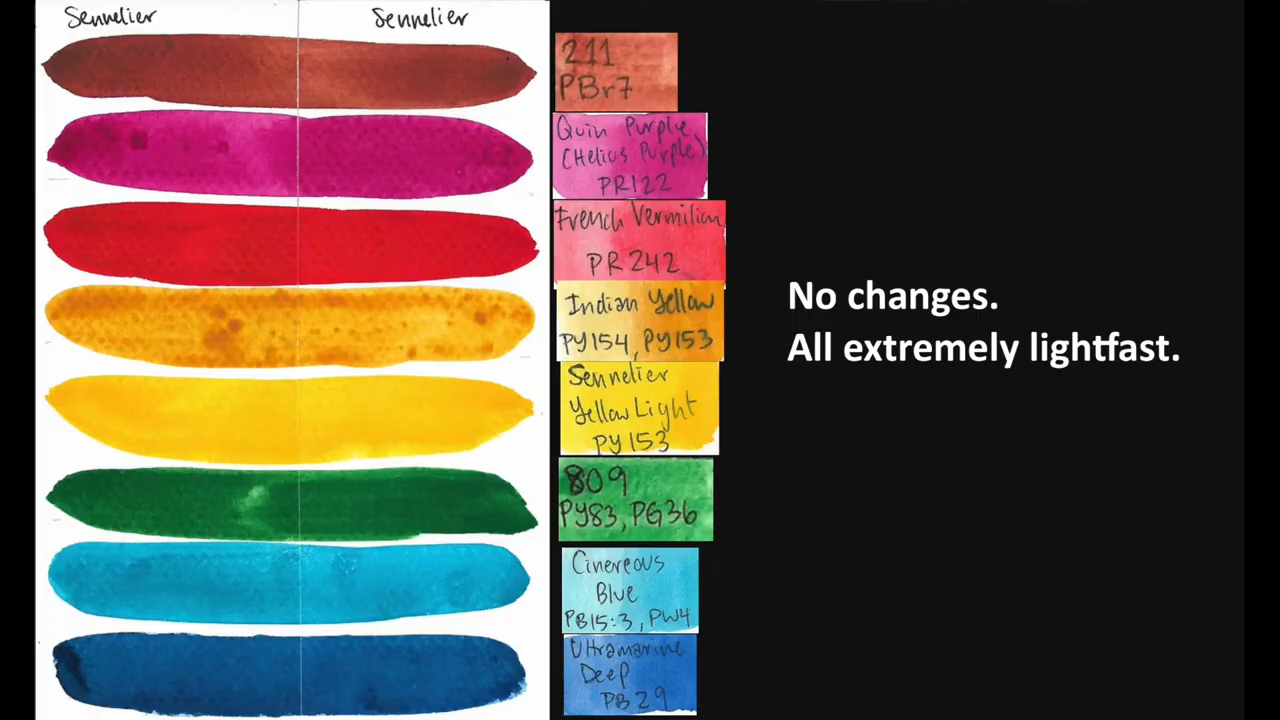 Sennelier
Sennelier
211
PBr7
Quin Purple
(Helios Purple)
PR122
French Vermilion
PR242
Indian Yellow
PY154, PY153
Sennelier
Yellow Light
PY153
809
PY83, PG36
Cinereous
Blue
PB15:3, PW4
Ultramarine
Deep
PB29
No changes.
All extremely lightfast.